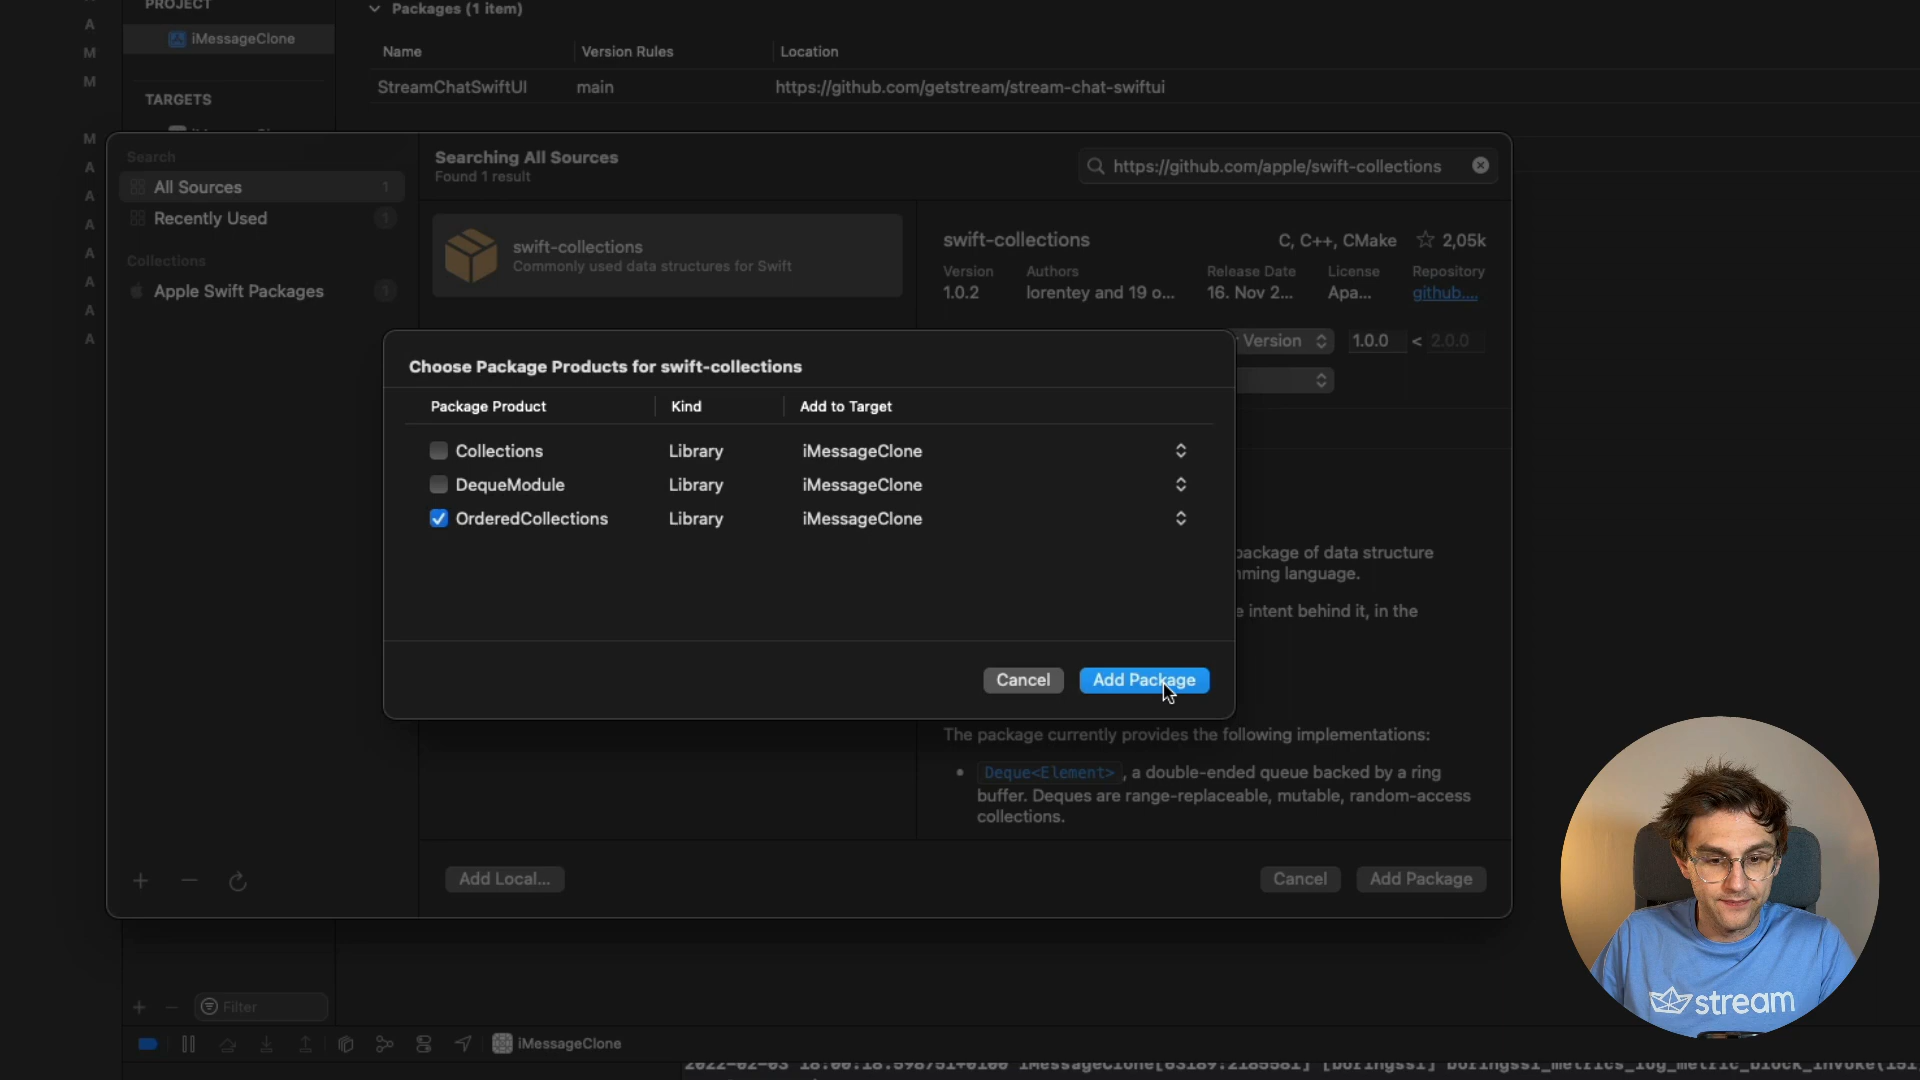 PROJECT
Packages (1 item)
A
iMessageClone
Name
Version Rules
Location
M
M
StreamChatSwiftUI
main
https://github.com/getstream/stream-chat-swiftui
TARGETS
M
A
A
A
A
A
A
A
Search
All Sources
1
Recently Used
1
Collections
Apple Swift Packages
1
Searching All Sources
Found 1 result
https://github.com/apple/swift-collections
swift-collections
Commonly used data structures for Swift
swift-collections
C, C++, CMake
2,05k
Version
Authors
Release Date
License
Repository
1.0.2
lorentey and 19 o...
16. Nov 2...
Apa...
github....
Version
1.0.0
<
2.0.0
Choose Package Products for swift-collections
Package Product
Kind
Add to Target
Collections
Library
iMessageClone
DequeModule
Library
iMessageClone
OrderedCollections
Library
iMessageClone
Cancel
Add Package
package of data structure
language.
intent behind it, in the
The package currently provides the following implementations:
• Deque<Element>, a double-ended queue backed by a ring
buffer. Deques are range-replaceable, mutable, random-access
collections.
Add Local...
Cancel
Add Package
Filter
iMessageClone
stream